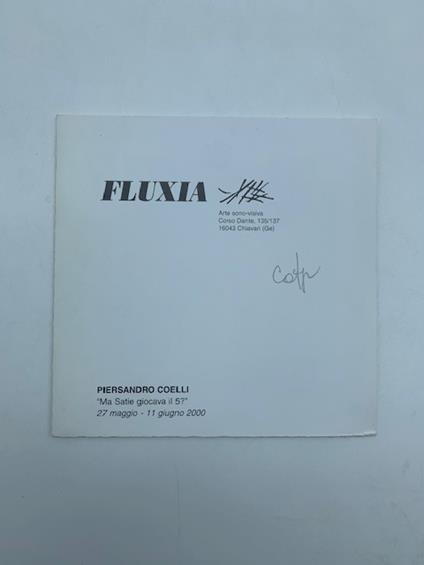 FLUXIA
Arte sono-visiva
Corso Dante, 135/137
16043 Chiavari (Ge)
PIERSANDRO COELLI
"Ma Satie giocava il 5?"
27 maggio - 11 giugno 2000